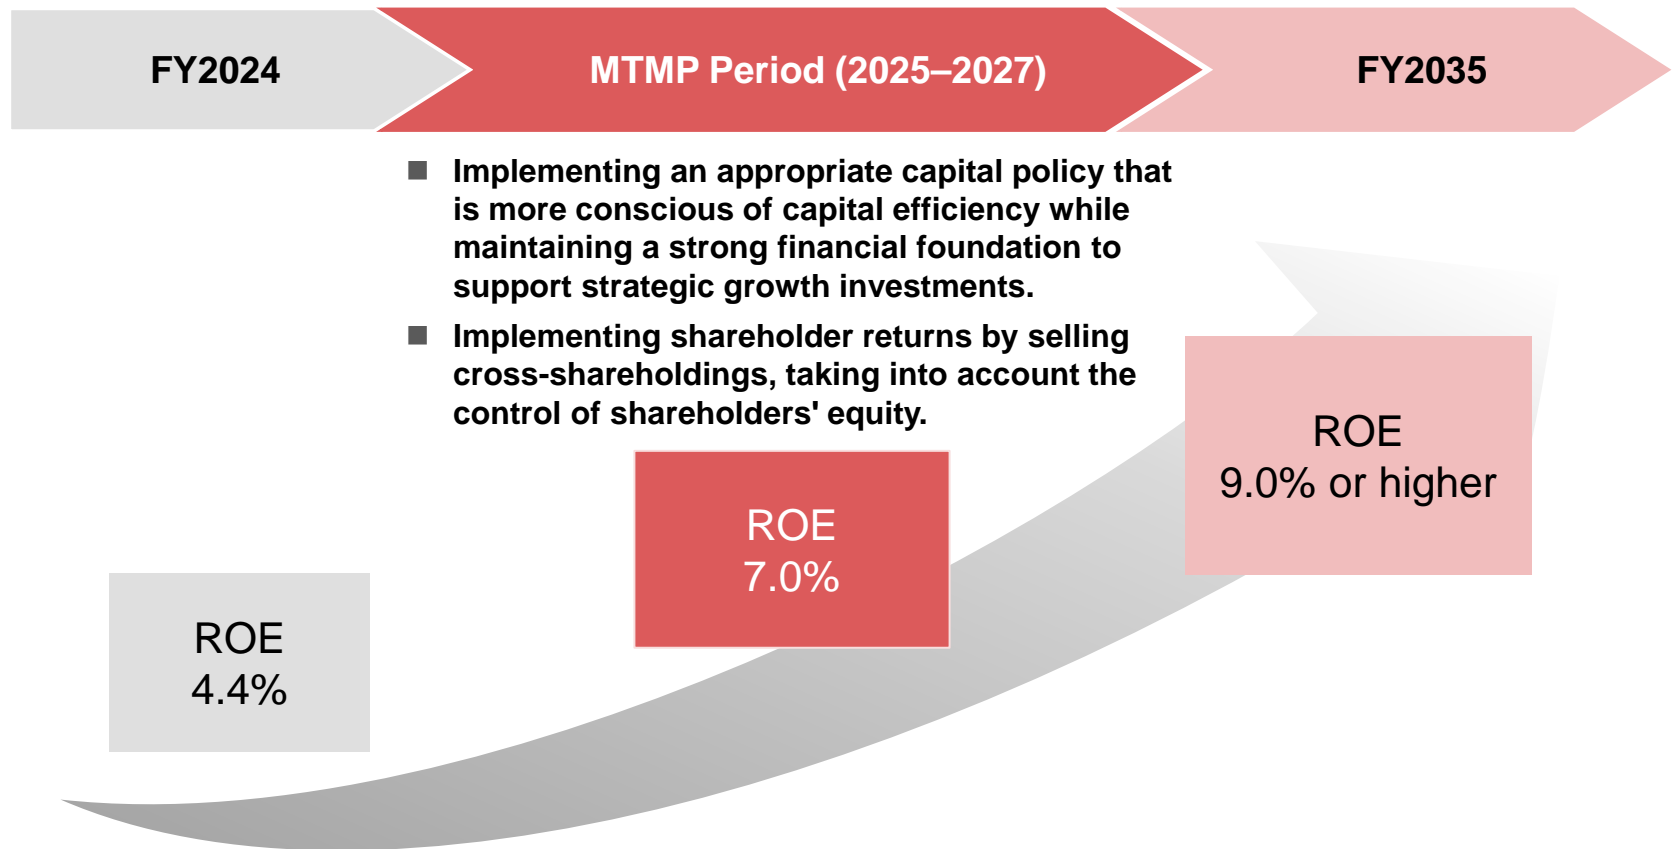 FY2024
MTMP Period (2025–2027)
FY2035
■ Implementing an appropriate capital policy that
is more conscious of capital efficiency while
maintaining a strong financial foundation to
support strategic growth investments.
■ Implementing shareholder returns by selling
cross-shareholdings, taking into account the
control of shareholders' equity.
ROE
4.4%
ROE
7.0%
ROE
9.0% or higher